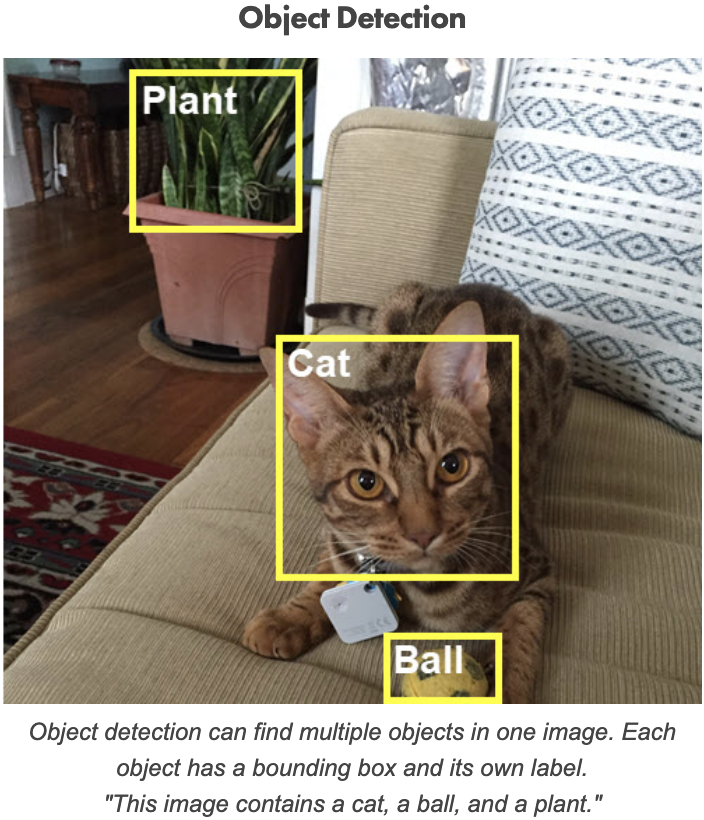 Object Detection
Plant
Cat
Ball
Object detection can find multiple objects in one image. Each
object has a bounding box and its own label.
"This image contains a cat, a ball, and a plant."